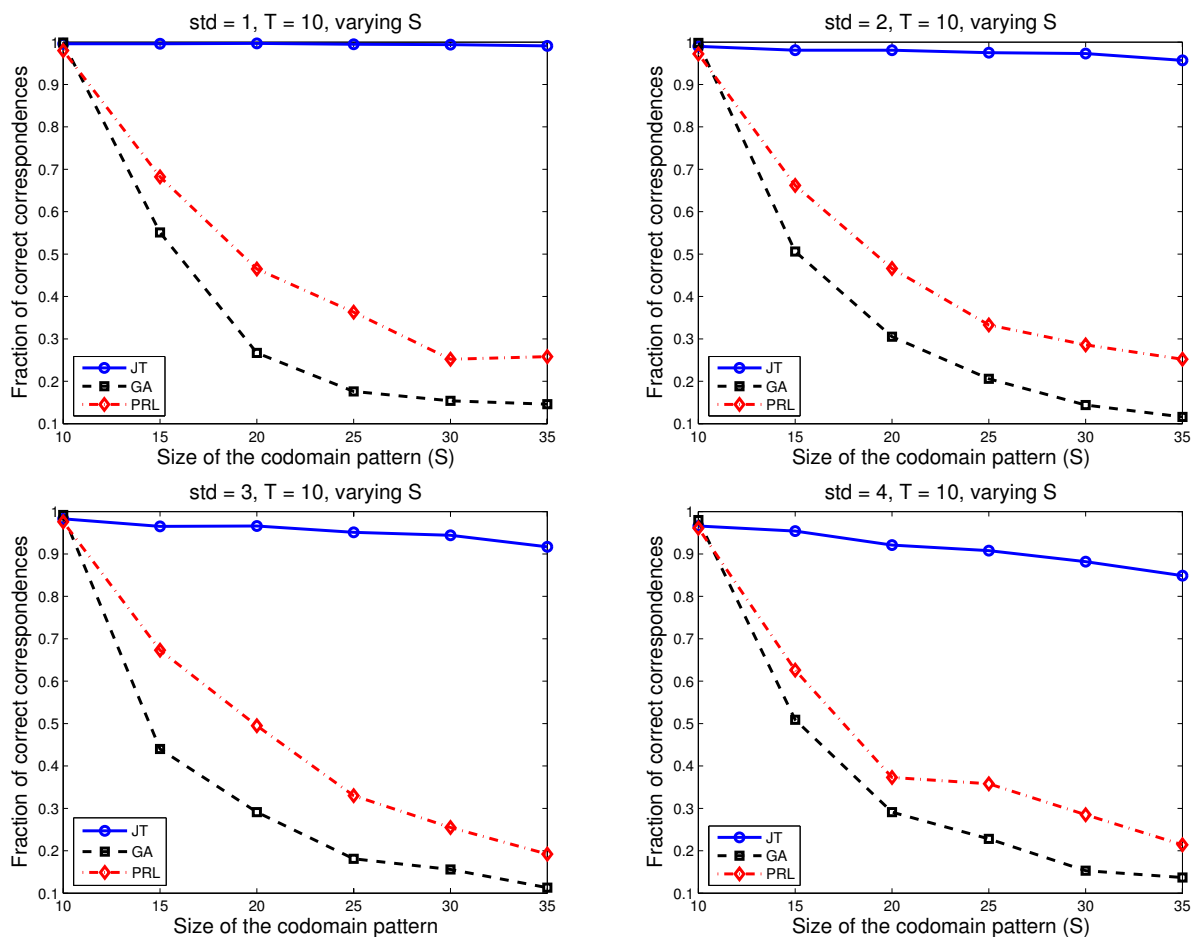 std = 1, T = 10, varying S
1
0.9
0.8
0.7
0.6
0.5
0.4
0.3
0.2
0.1
Fraction of correct correspondences
JT
GA
PRL
10 15 20 25 30 35
Size of the codomain pattern (S)
std = 2, T = 10, varying S
1
0.9
0.8
0.7
0.6
0.5
0.4
0.3
0.2
0.1
Fraction of correct correspondences
JT
GA
PRL
10 15 20 25 30 35
Size of the codomain pattern (S)
std = 3, T = 10, varying S
1
0.9
0.8
0.7
0.6
0.5
0.4
0.3
0.2
0.1
Fraction of correct correspondences
JT
GA
PRL
10 15 20 25 30 35
Size of the codomain pattern
std = 4, T = 10, varying S
1
0.9
0.8
0.7
0.6
0.5
0.4
0.3
0.2
0.1
Fraction of correct correspondences
JT
GA
PRL
10 15 20 25 30 35
Size of the codomain pattern (S)